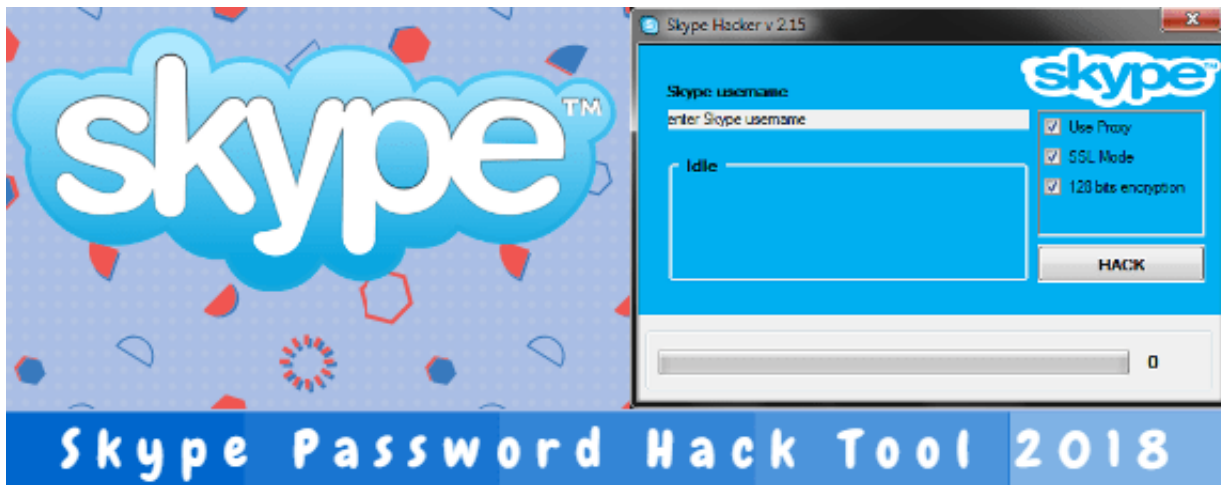 skype™
Skype Hacker v 2.15
skype™
Skype username
enter Skype username
Use Proxy
SSL Mode
128 bits encryption
Idle
HACK
0
Skype Password Hack Tool 2018